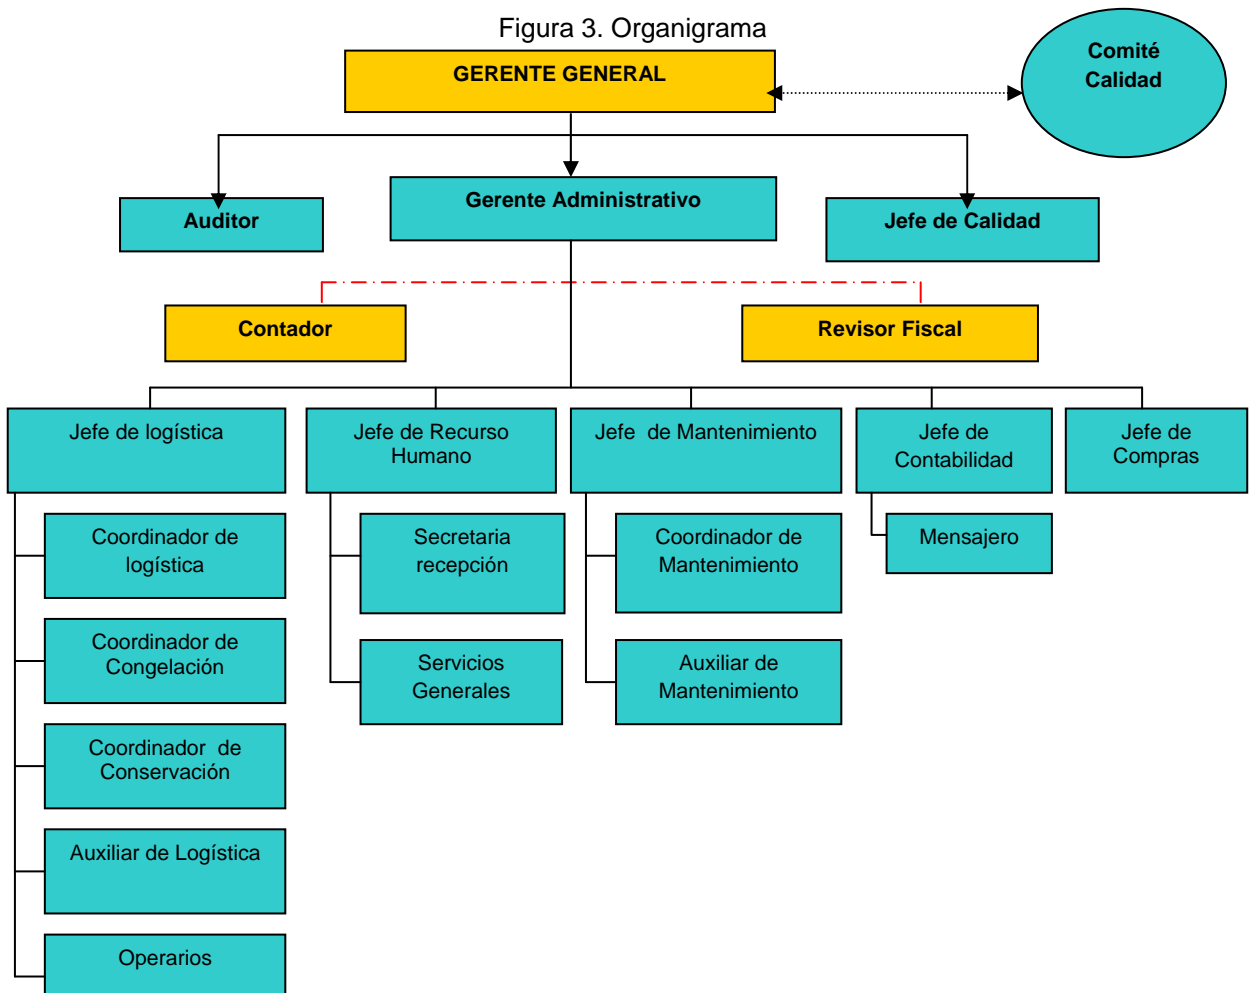 Figura 3. Organigrama
GERENTE GENERAL
Comité
Calidad
Auditor
Gerente Administrativo
Jefe de Calidad
Contador
Revisor Fiscal
Jefe de logística
Jefe de Recurso
Humano
Jefe  de Mantenimiento
Jefe de
Contabilidad
Jefe de
Compras
Coordinador de
logística
Secretaria
recepción
Coordinador de
Mantenimiento
Mensajero
Coordinador de
Congelación
Servicios
Generales
Auxiliar de
Mantenimiento
Coordinador  de
Conservación
Auxiliar de Logística
Operarios